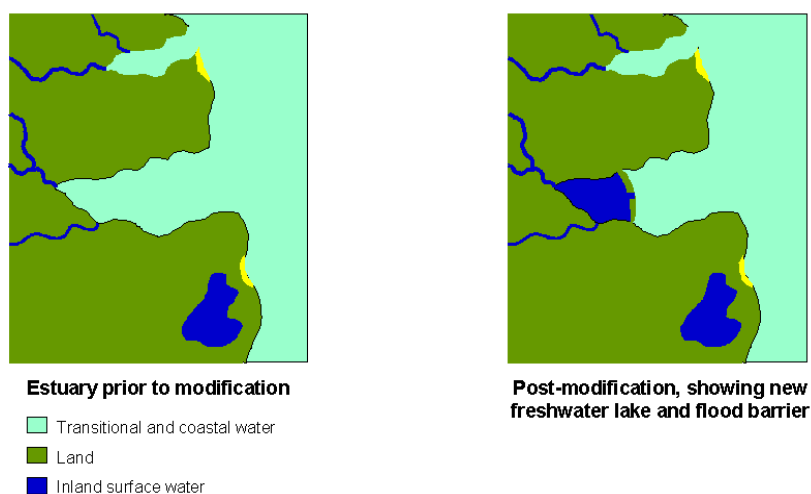 Estuary prior to modification
Post-modification, showing new
freshwater lake and flood barrier
Transitional and coastal water
Land
Inland surface water